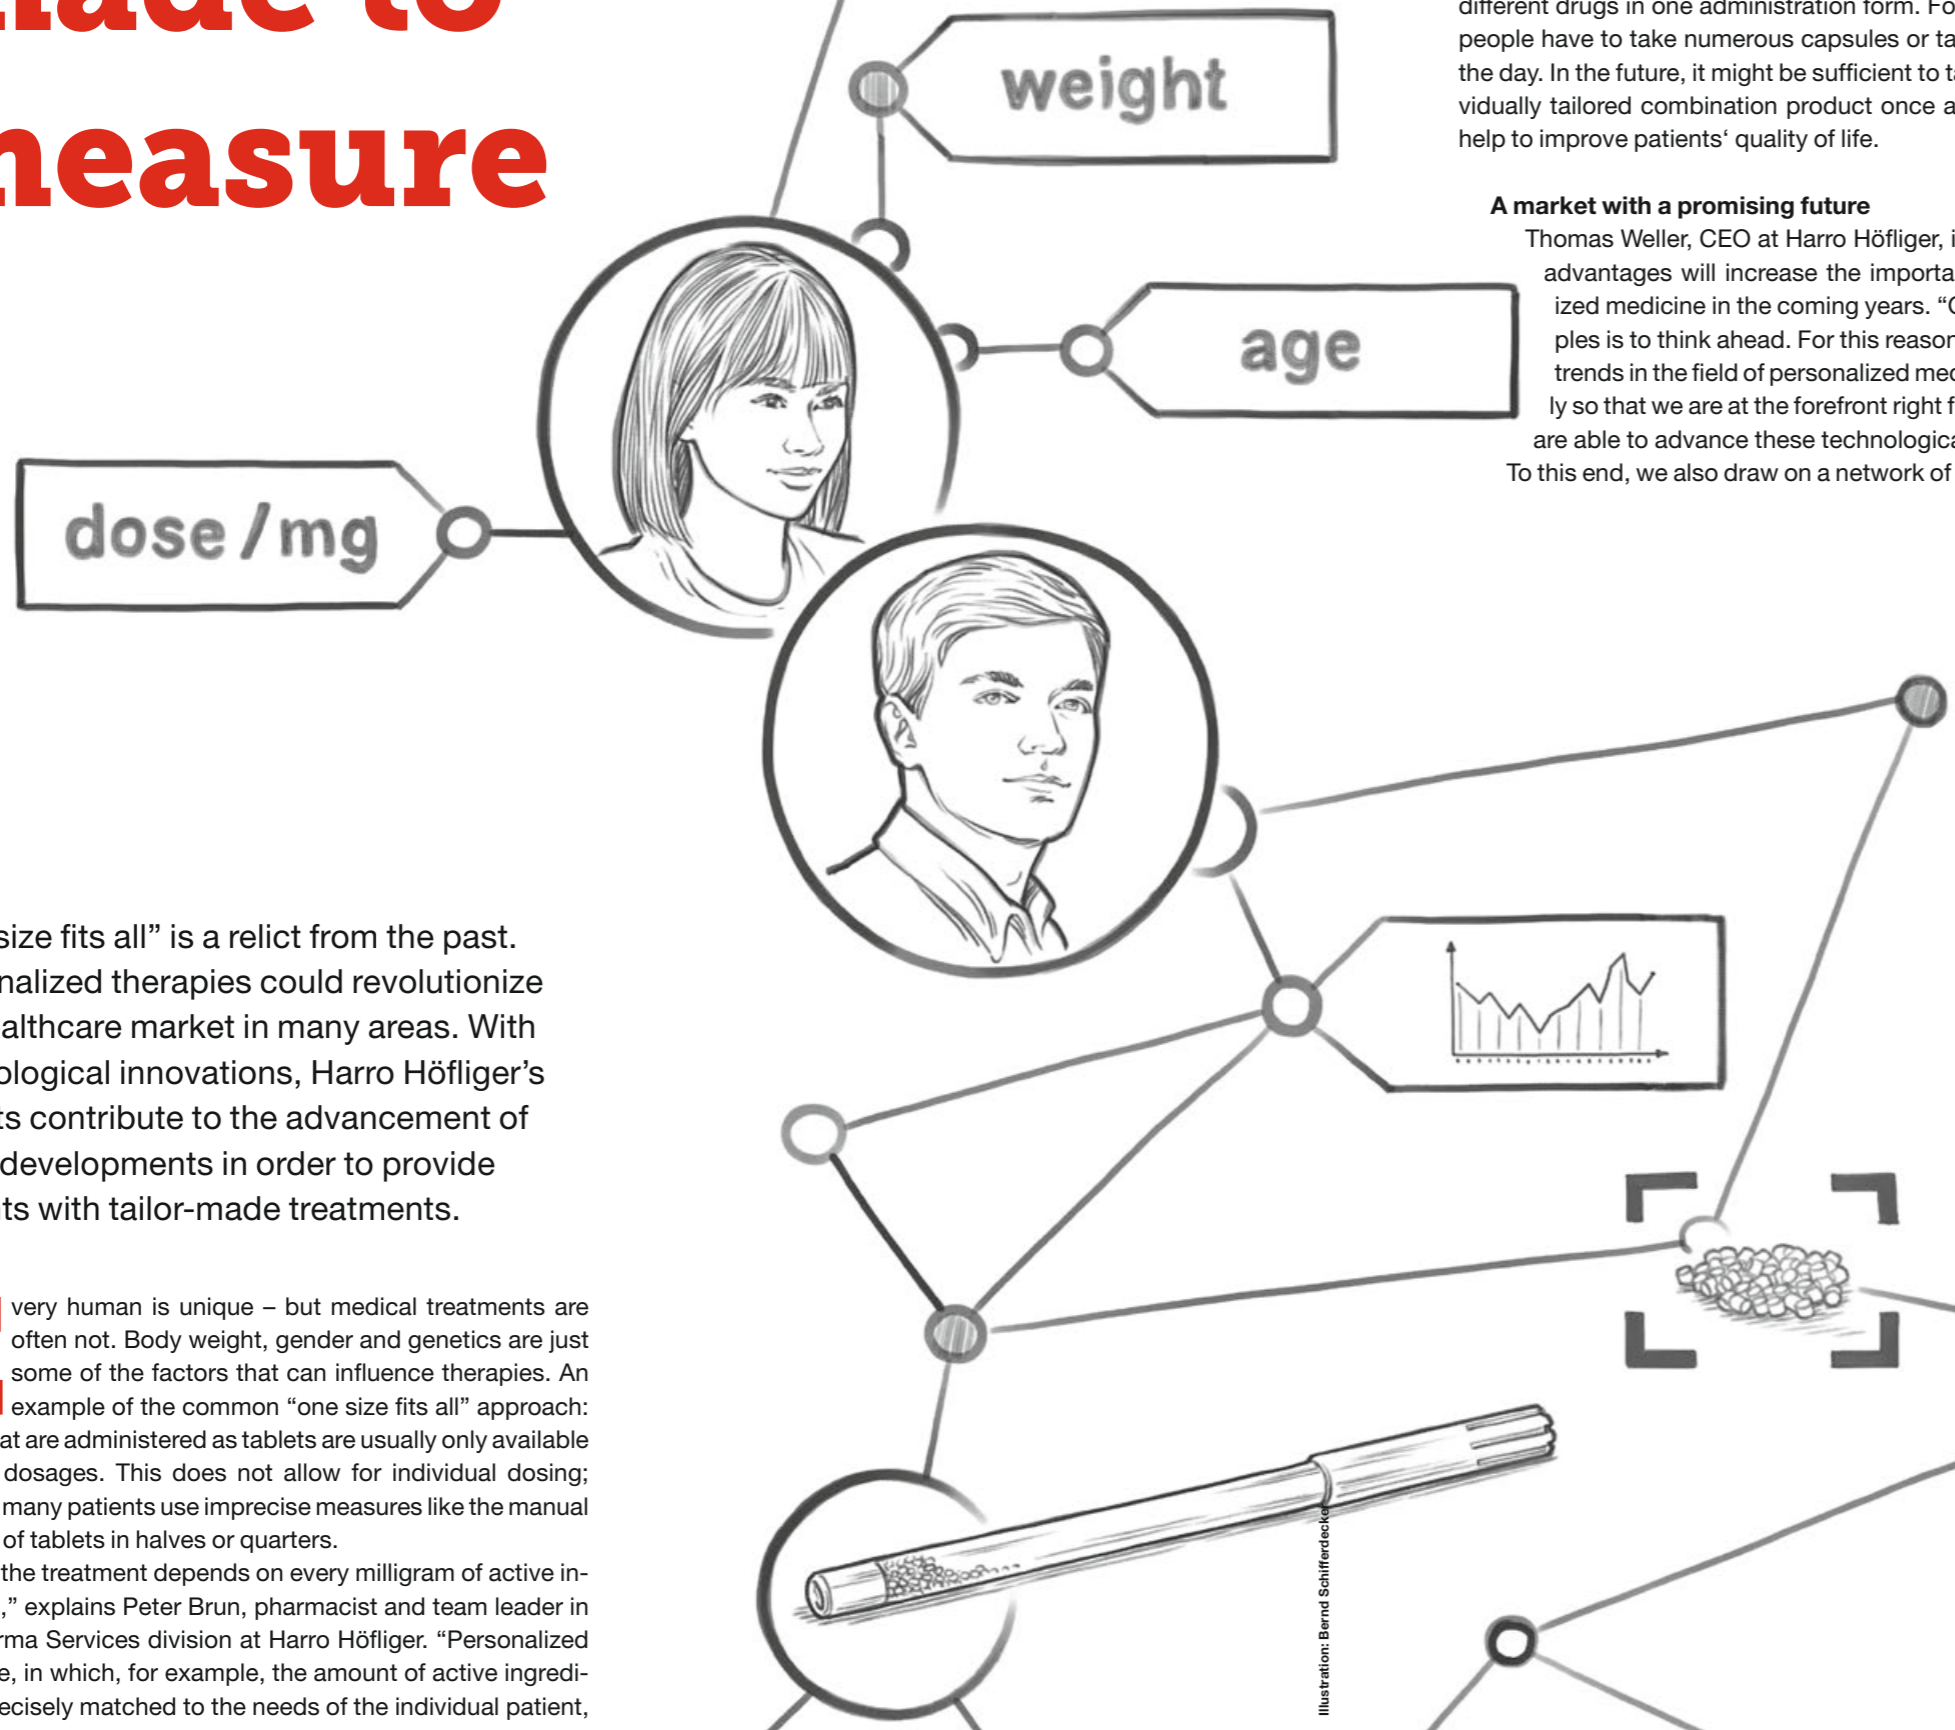 made to
measure
weight
age
dose/mg
size fits all” is a relict from the past.
nalized therapies could revolutionize
althcare market in many areas. With
ological innovations, Harro Höfliger’s
ts contribute to the advancement of
developments in order to provide
nts with tailor-made treatments.
very human is unique – but medical treatments are
often not. Body weight, gender and genetics are just
some of the factors that can influence therapies. An
example of the common “one size fits all” approach:
at are administered as tablets are usually only available
dosages. This does not allow for individual dosing;
many patients use imprecise measures like the manual
of tablets in halves or quarters.
the treatment depends on every milligram of active in-
,” explains Peter Brun, pharmacist and team leader in
rma Services division at Harro Höfliger. “Personalized
e, in which, for example, the amount of active ingredi-
recisely matched to the needs of the individual patient,
different drugs in one administration form. Fo
people have to take numerous capsules or ta
the day. In the future, it might be sufficient to ta
vidually tailored combination product once a
help to improve patients‘ quality of life.
A market with a promising future
Thomas Weller, CEO at Harro Höfliger, i
advantages will increase the importa
ized medicine in the coming years. “O
ples is to think ahead. For this reason
trends in the field of personalized med
ly so that we are at the forefront right f
are able to advance these technologica
To this end, we also draw on a network of
Illustration: Bernd Schifferdecke